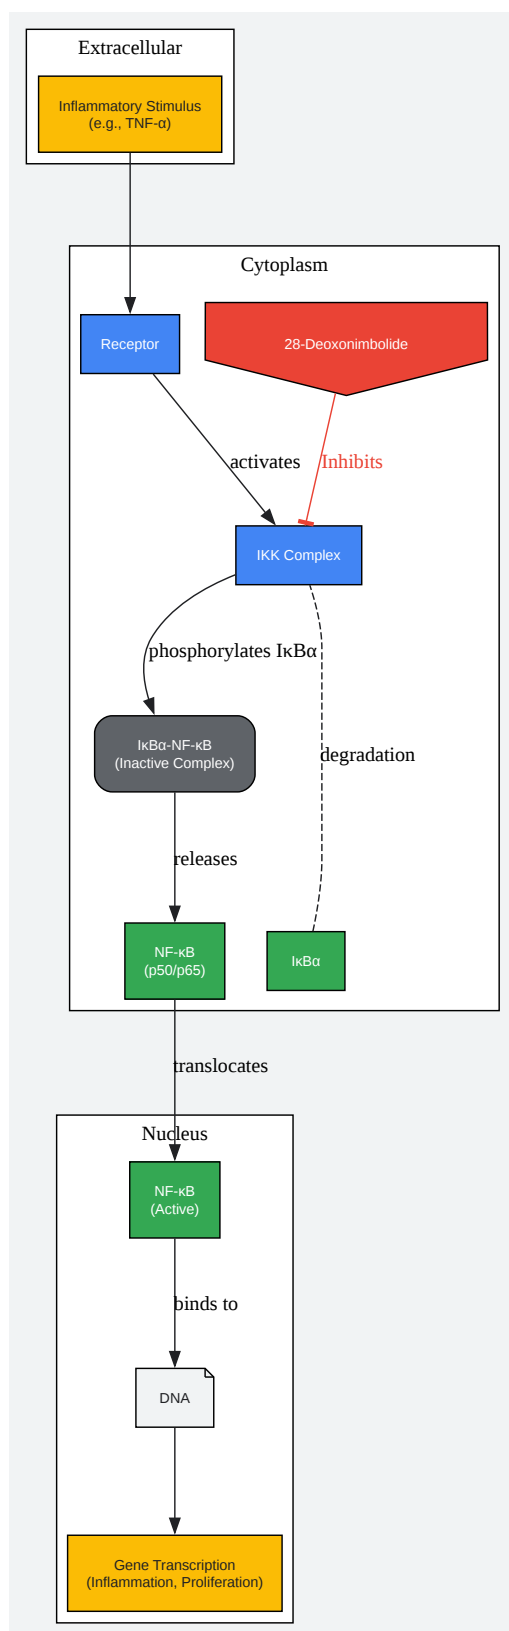 Extracellular
Inflammatory Stimulus
(e.g., TNF-α)
Cytoplasm
Receptor
28-Deoxonimbolide
activates
Inhibits
IKK Complex
phosphorylates IκBα
IκBα-NF-κB
(Inactive Complex)
degradation
releases
NF-κB
(p50/p65)
IκBα
translocates
Nucleus
NF-κB
(Active)
binds to
DNA
Gene Transcription
(Inflammation, Proliferation)